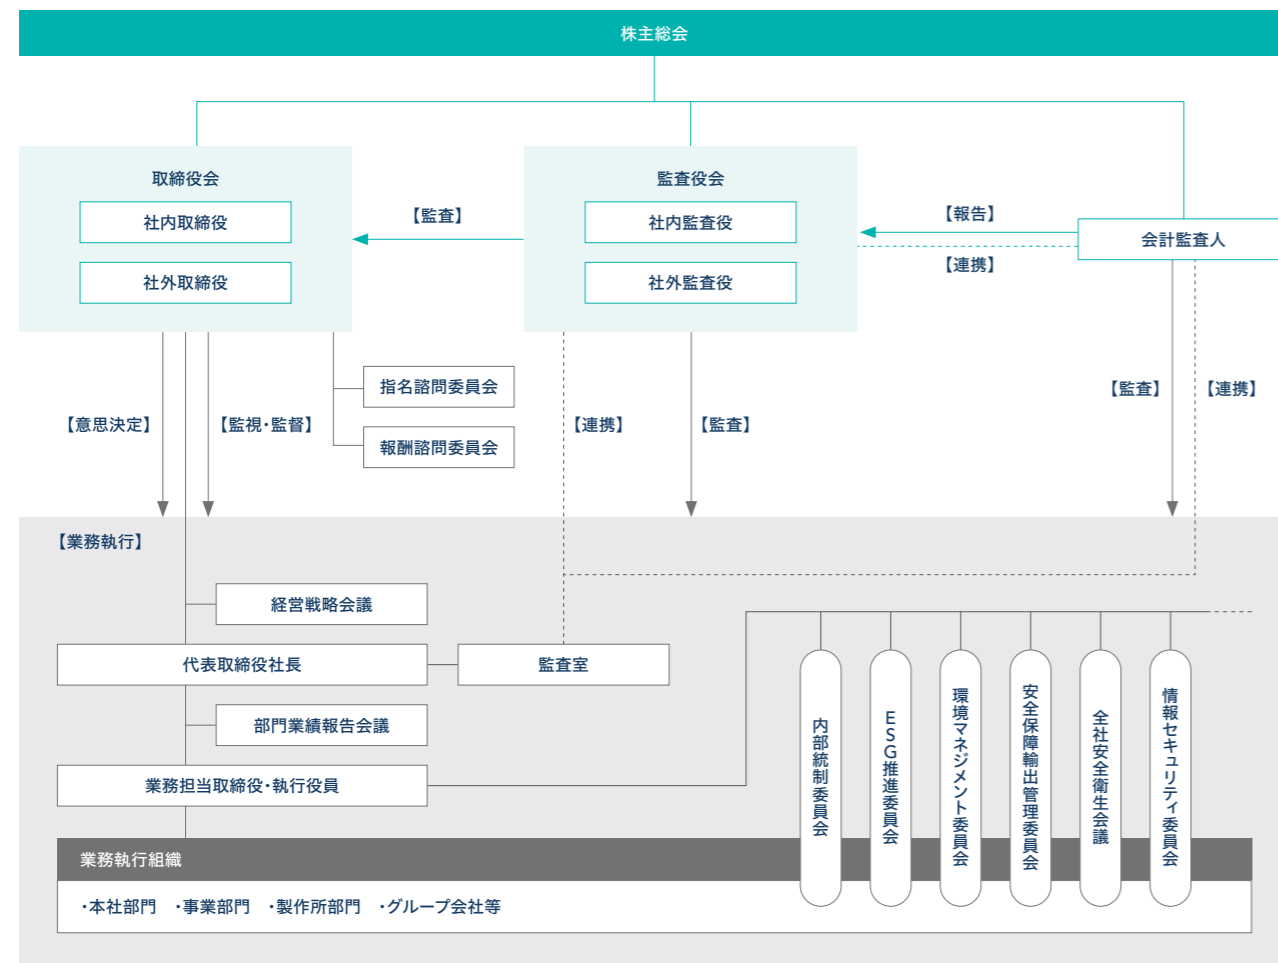 株主総会
取締役会
社内取締役
社外取締役
【監査】
監査役会
社内監査役
社外監査役
【報告】
【連携】
会計監査人
指名諮問委員会
報酬諮問委員会
【意思決定】
【監視・監督】
【連携】
【監査】
【監査】
【連携】
【業務執行】
経営戦略会議
代表取締役社長
監査室
部門業績報告会議
業務担当取締役・執行役員
内部統制委員会
ESG推進委員会
環境マネジメント委員会
安全保障輸出管理委員会
全社安全衛生会議
情報セキュリティ委員会
業務執行組織
・本社部門 ・事業部門 ・製作所部門 ・グループ会社等